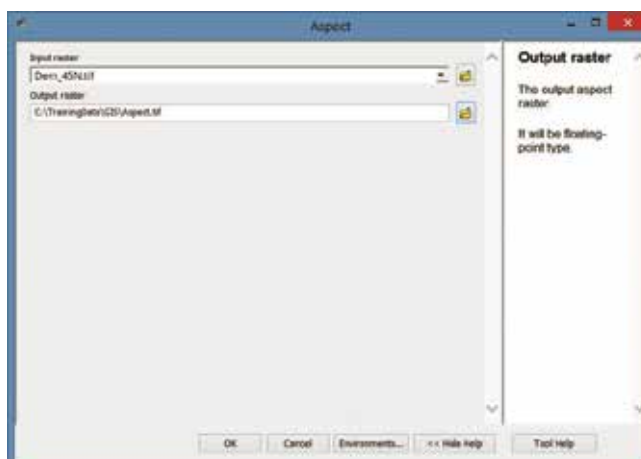 Aspect
Input raster
Dem_45N.tif
Output raster
C:\TrainingData\GIS\Aspect.tif
Output raster
The output aspect
raster.
It will be floating-
point type.
OK
Cancel
Environments...
<< Hide Help
Tool Help